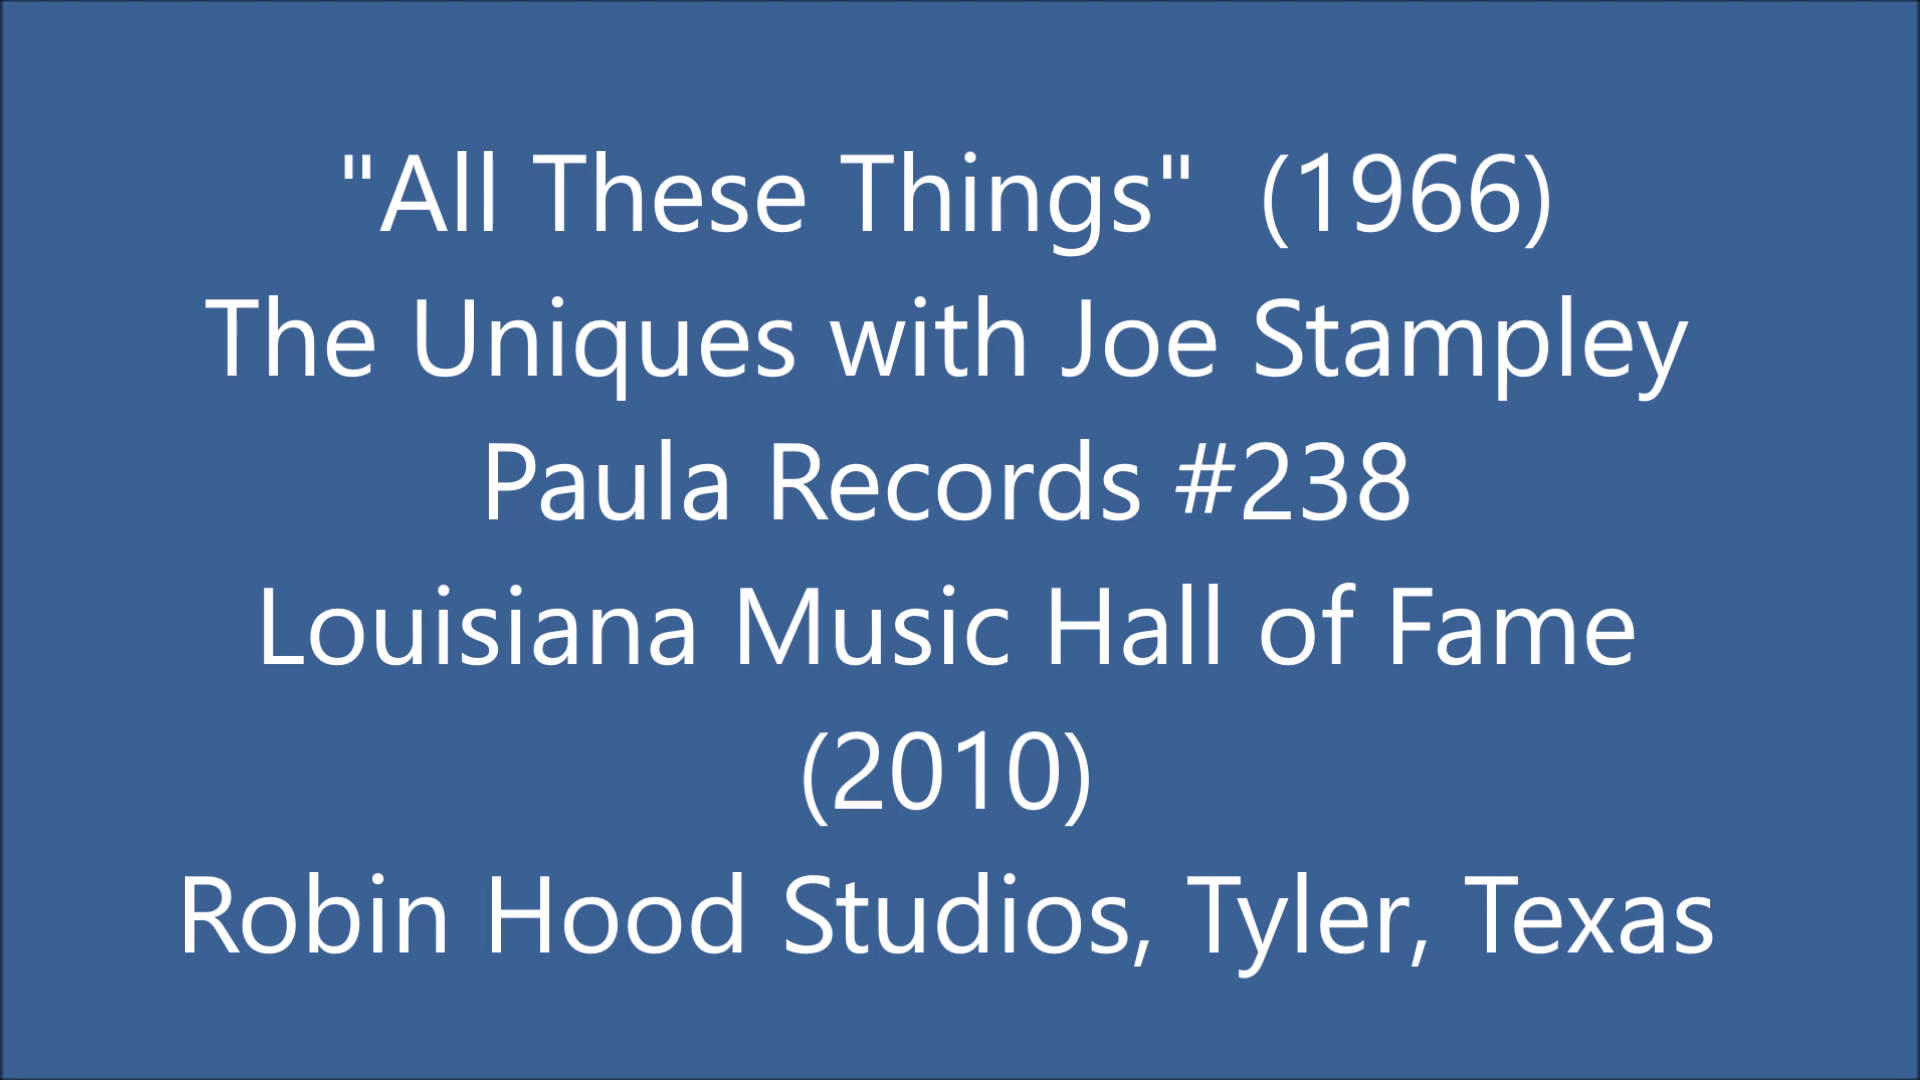 "All These Things"  (1966)
The Uniques with Joe Stampley
Paula Records #238
Louisiana Music Hall of Fame
(2010)
Robin Hood Studios, Tyler, Texas